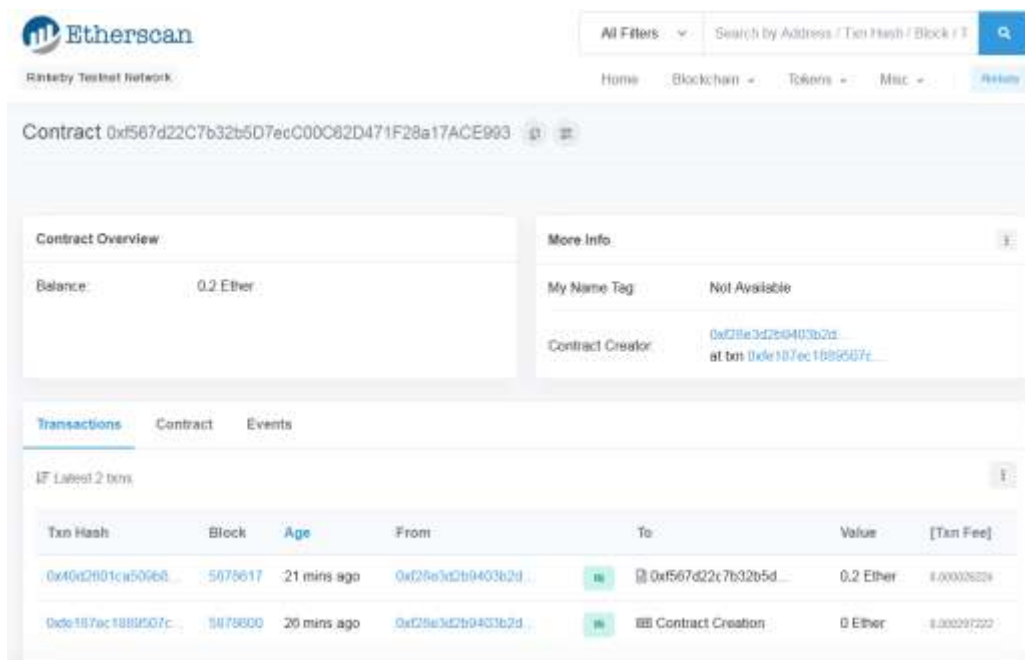 Etherscan
All Filters
Search by Address / Txn Hash / Block / T
Rinkeby Testnet Network
Home Blockchain Tokens Misc Rinkeby
Contract 0xf567d22C7b32b5D7ecC00C62D471F28a17ACE993
Contract Overview
Balance: 0.2 Ether
More Info
My Name Tag: Not Available
Contract Creator:
at txn
Transactions Contract Events
Latest 2 txns
Txn Hash Block Age From To Value [Txn Fee]
21 mins ago IN 0xf567d22c7b32b5d... 0.2 Ether
26 mins ago IN Contract Creation 0 Ether